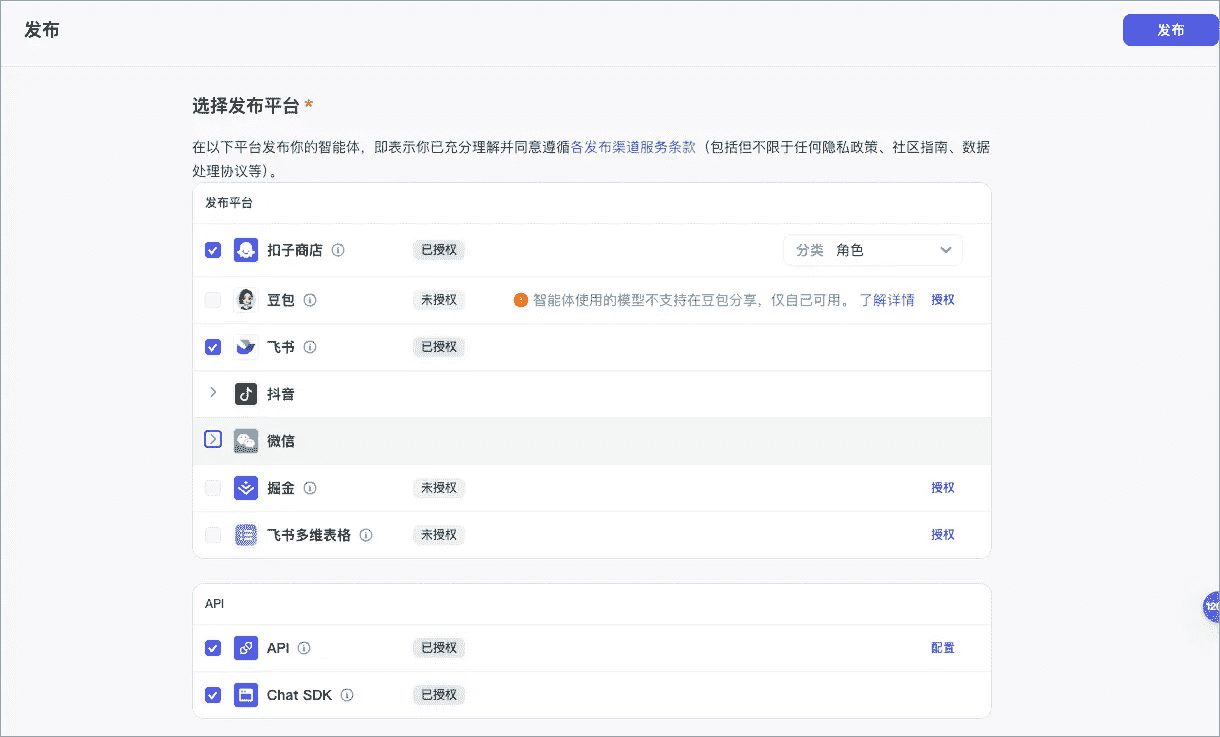 发布
发布
选择发布平台 *
在以下平台发布你的智能体，即表示你已充分理解并同意遵循各发布渠道服务条款（包括但不限于任何隐私政策、社区指南、数据
处理协议等）。
发布平台
扣子商店 已授权 分类 角色
豆包 未授权 智能体使用的模型不支持在豆包分享，仅自己可用。 了解详情 授权
飞书 已授权
抖音
微信
掘金 未授权 授权
飞书多维表格 未授权 授权
120
API
API 已授权 配置
Chat SDK 已授权